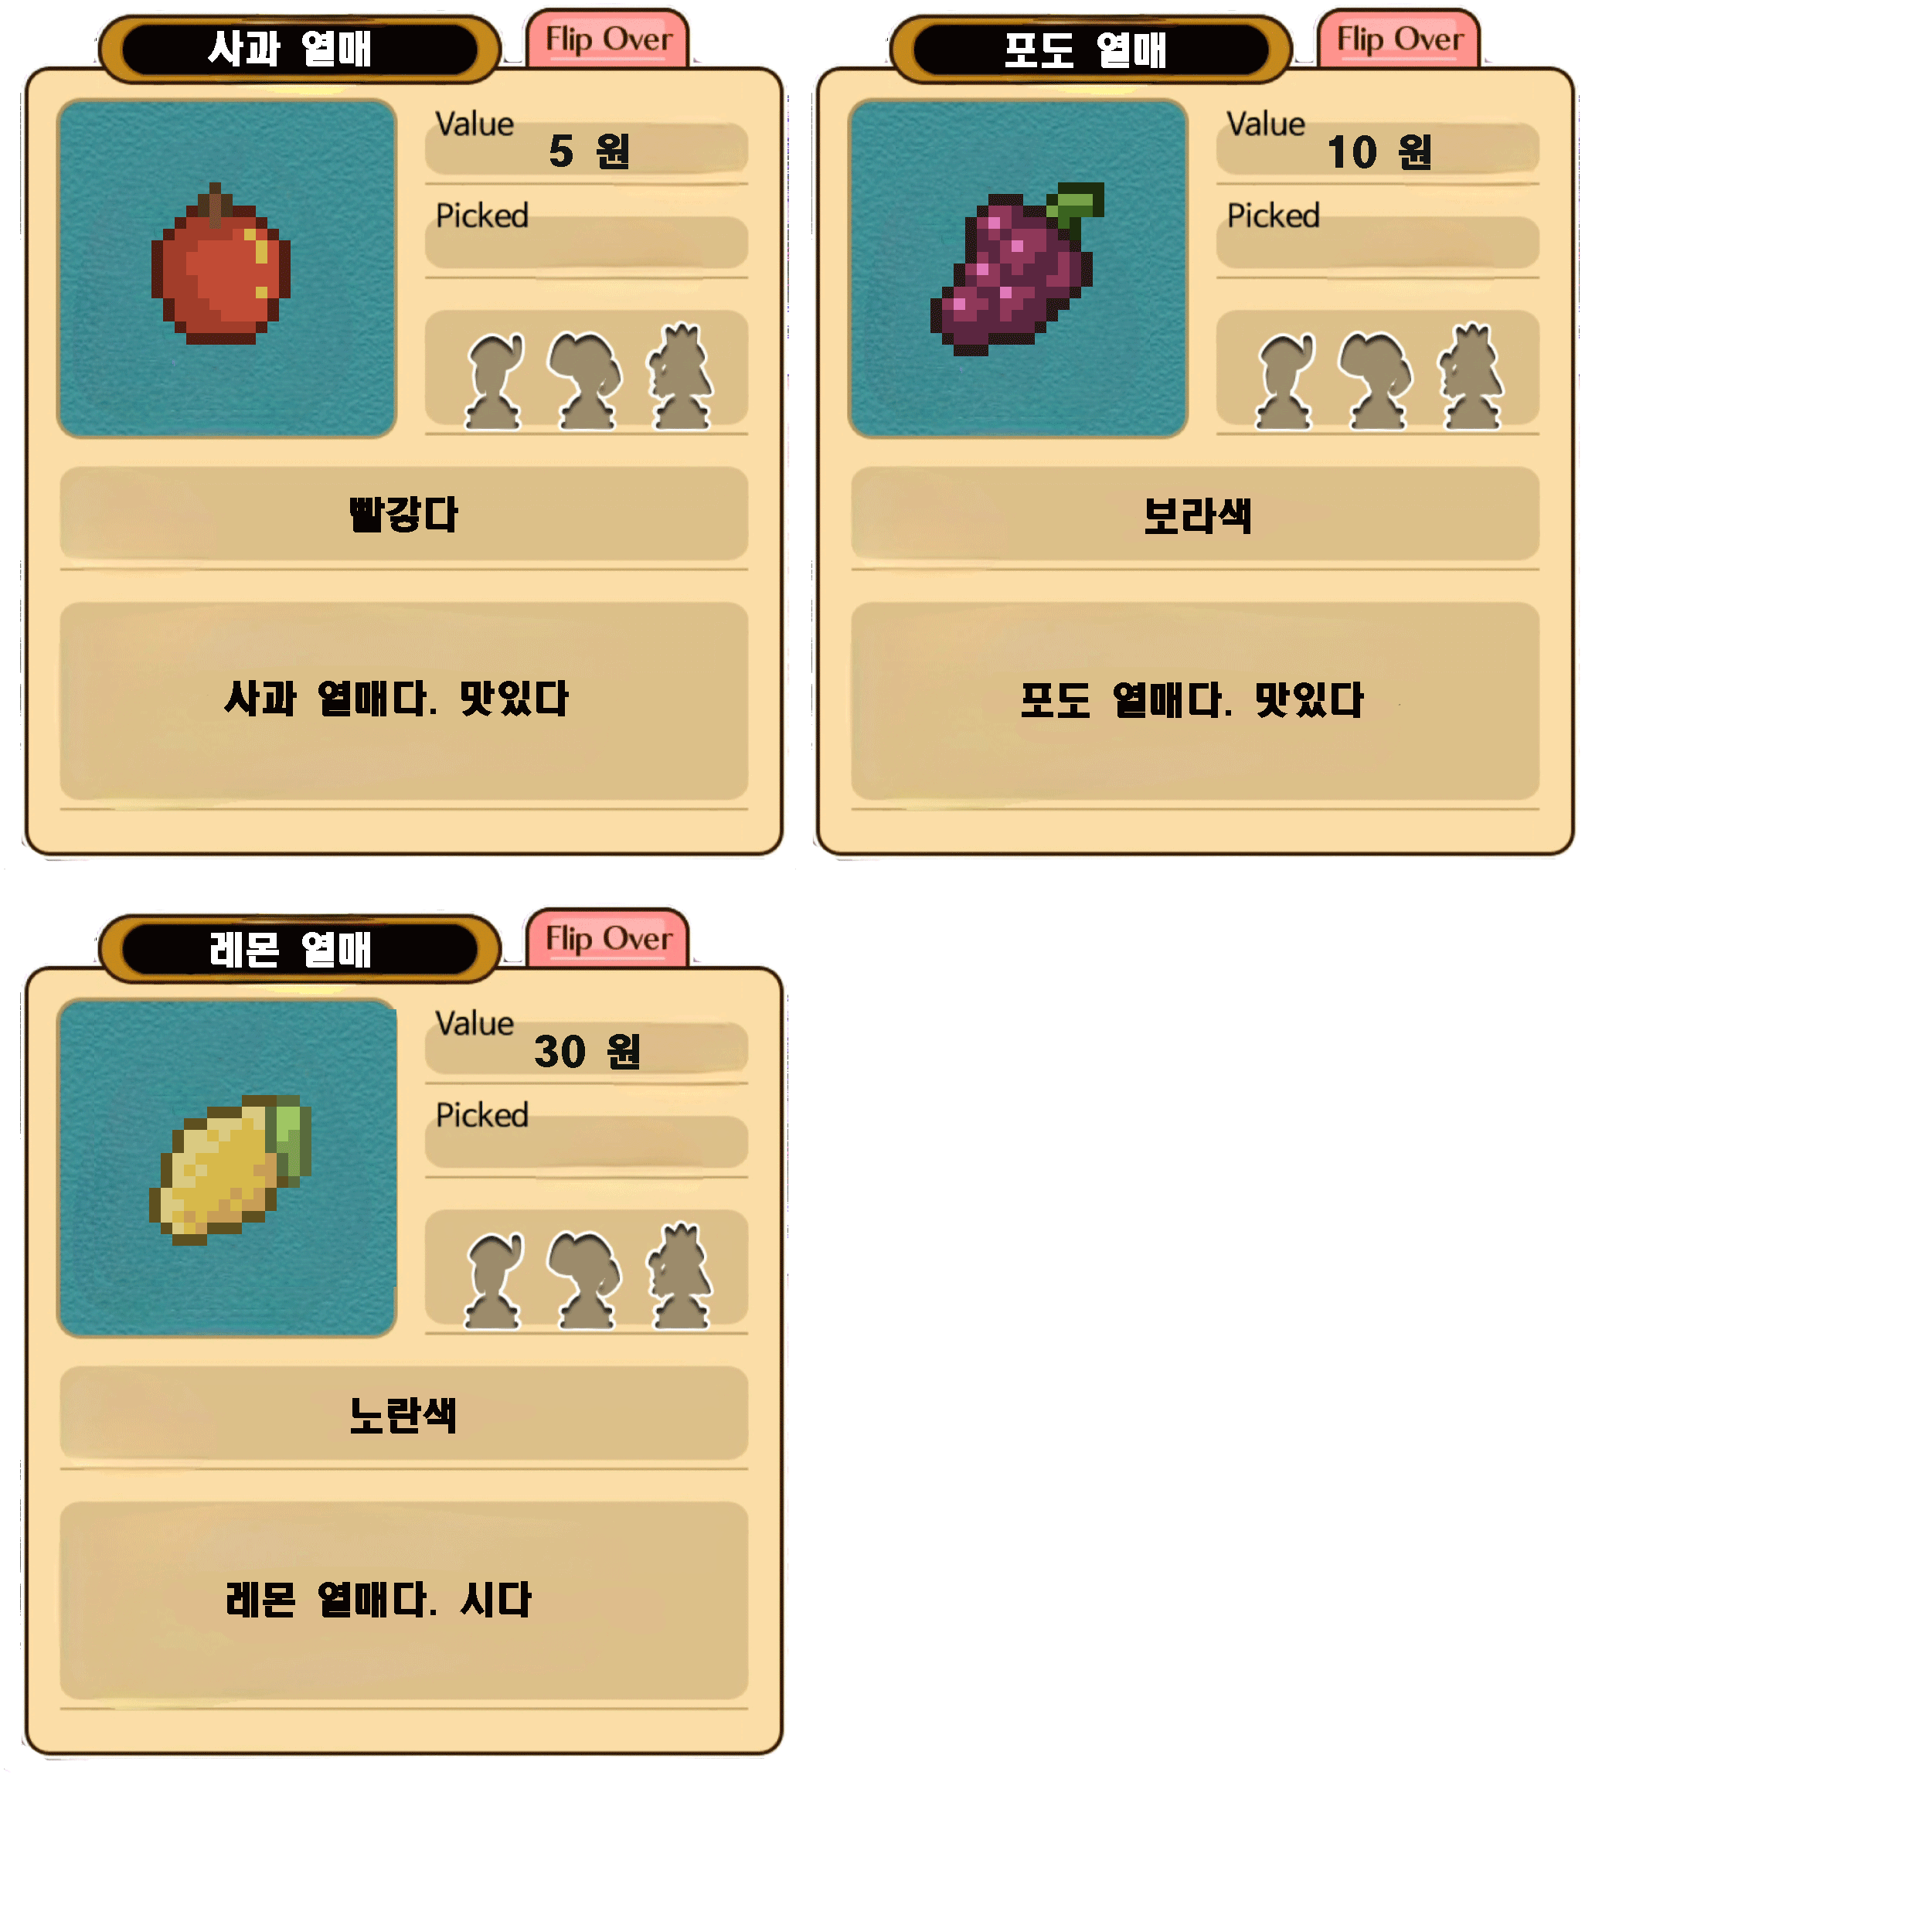 사과 열매
Flip Over
Value
5 원
Picked
빨강다
사과 열매다. 맛있다
포도 열매
Flip Over
Value
10 원
Picked
보라색
포도 열매다. 맛있다
레몬 열매
Flip Over
Value
30 원
Picked
노란색
레몬 열매다. 시다